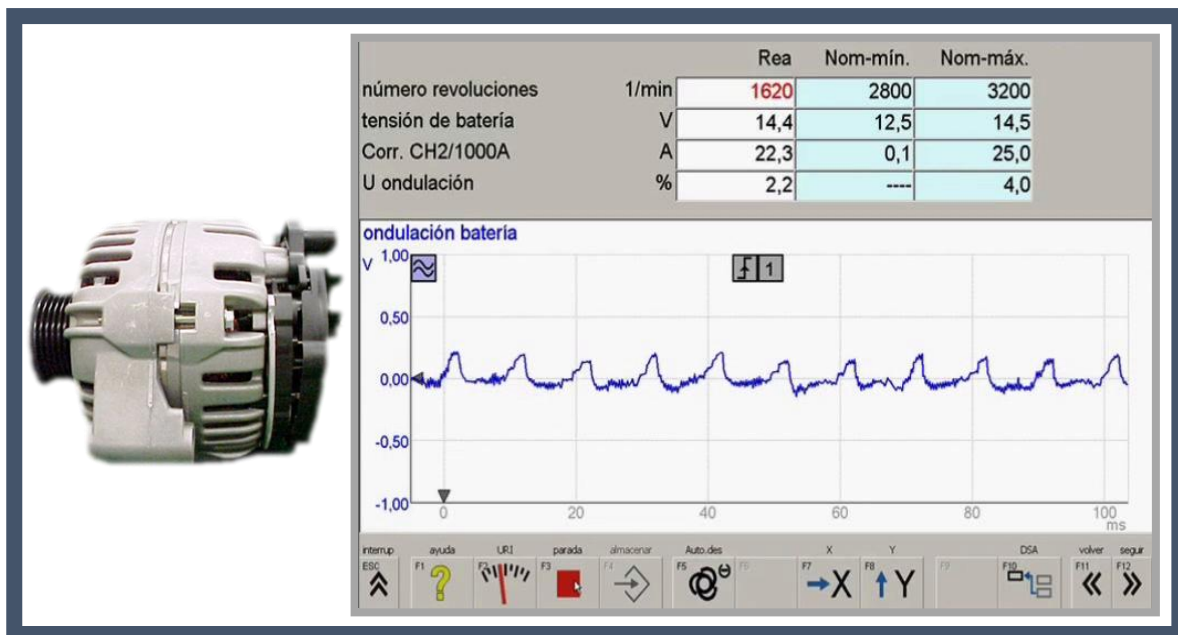 Rea Nom-mín. Nom-máx.
número revoluciones 1/min 1620 2800 3200
tensión de batería V 14,4 12,5 14,5
Corr. CH2/1000A A 22,3 0,1 25,0
U ondulación % 2,2 ---- 4,0
ondulación batería
V 1,00
1
0,50
0,00
-0,50
-1,00
0 20 40 60 80 100
ms
interrup ayuda URI parada almacenar Auto.des X Y DSA volver seguir
ESC F1 ? F2 F3 F4 F5 F6 F7 X F8 Y F9 F10 F11 F12